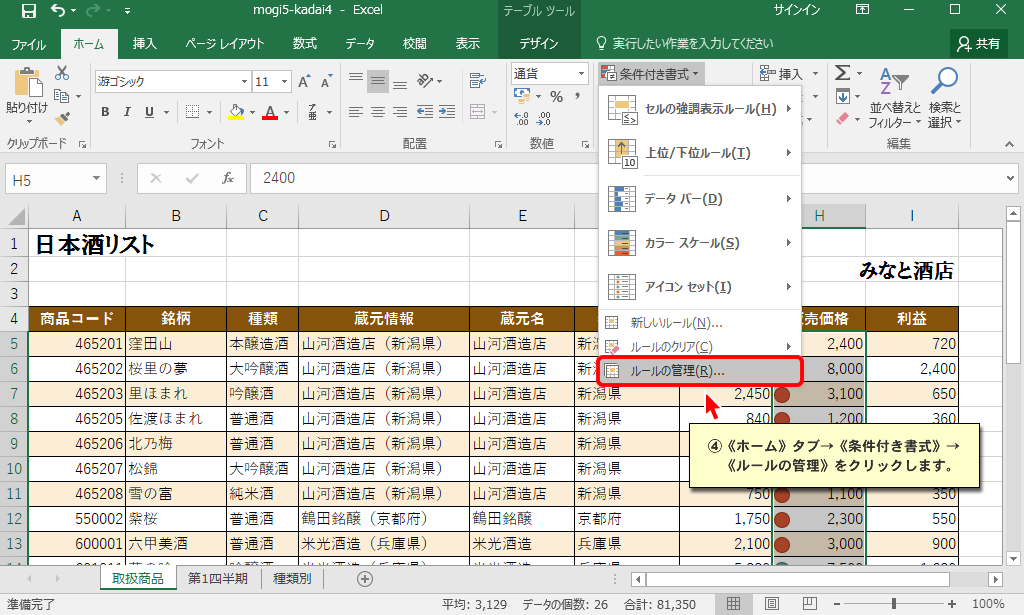 mogi5-kadai4 - Excel
テーブル ツール
サインイン
ファイル
ホーム
挿入
ページ レイアウト
数式
データ
校閲
表示
デザイン
実行したい作業を入力してください
共有
貼り付け
クリップボード
游ゴシック
11
A A
B I U
A
フォント
配置
通貨
%
,
数値
条件付き書式
挿入
Σ
並べ替えと
フィルター
検索と
選択
編集
セルの強調表示ルール(H)
上位/下位ルール(T)
データ バー(D)
カラー スケール(S)
アイコン セット(I)
新しいルール(N)...
ルールのクリア(C)
ルールの管理(R)...
H5
fx
2400
A B C D E H I
1 日本酒リスト
2 みなと酒店
3
4 商品コード 銘柄 種類 蔵元情報 蔵元名 売価格 利益
5 465201 窪田山 本醸造酒 山河酒造店（新潟県） 山河酒造店 新潟 2,400 720
6 465202 桜里の夢 大吟醸酒 山河酒造店（新潟県） 山河酒造店 新潟 8,000 2,400
7 465203 里ほまれ 吟醸酒 山河酒造店（新潟県） 山河酒造店 新潟県 2,450 3,100 650
8 465205 佐渡ほまれ 普通酒 山河酒造店（新潟県） 山河酒造店 新潟県 840 1,200 360
9 465206 北乃梅 普通酒 山河酒造店（新潟県） 山河酒造店 新潟県
10 465207 松錦 大吟醸酒 山河酒造店（新潟県） 山河酒造店 新潟県
11 465208 雪の富 純米酒 山河酒造店（新潟県） 山河酒造店 新潟県 750 1,100 350
12 550002 紫桜 普通酒 鶴田銘醸（京都府） 鶴田銘醸 京都府 1,750 2,300 550
13 600001 六甲美酒 普通酒 米光酒造（兵庫県） 米光酒造 兵庫県 2,100 3,000 900
④《ホーム》タブ→《条件付き書式》→
《ルールの管理》をクリックします。
取扱商品
第1四半期
種類別
準備完了
平均: 3,129 データの個数: 26 合計: 81,350
100%